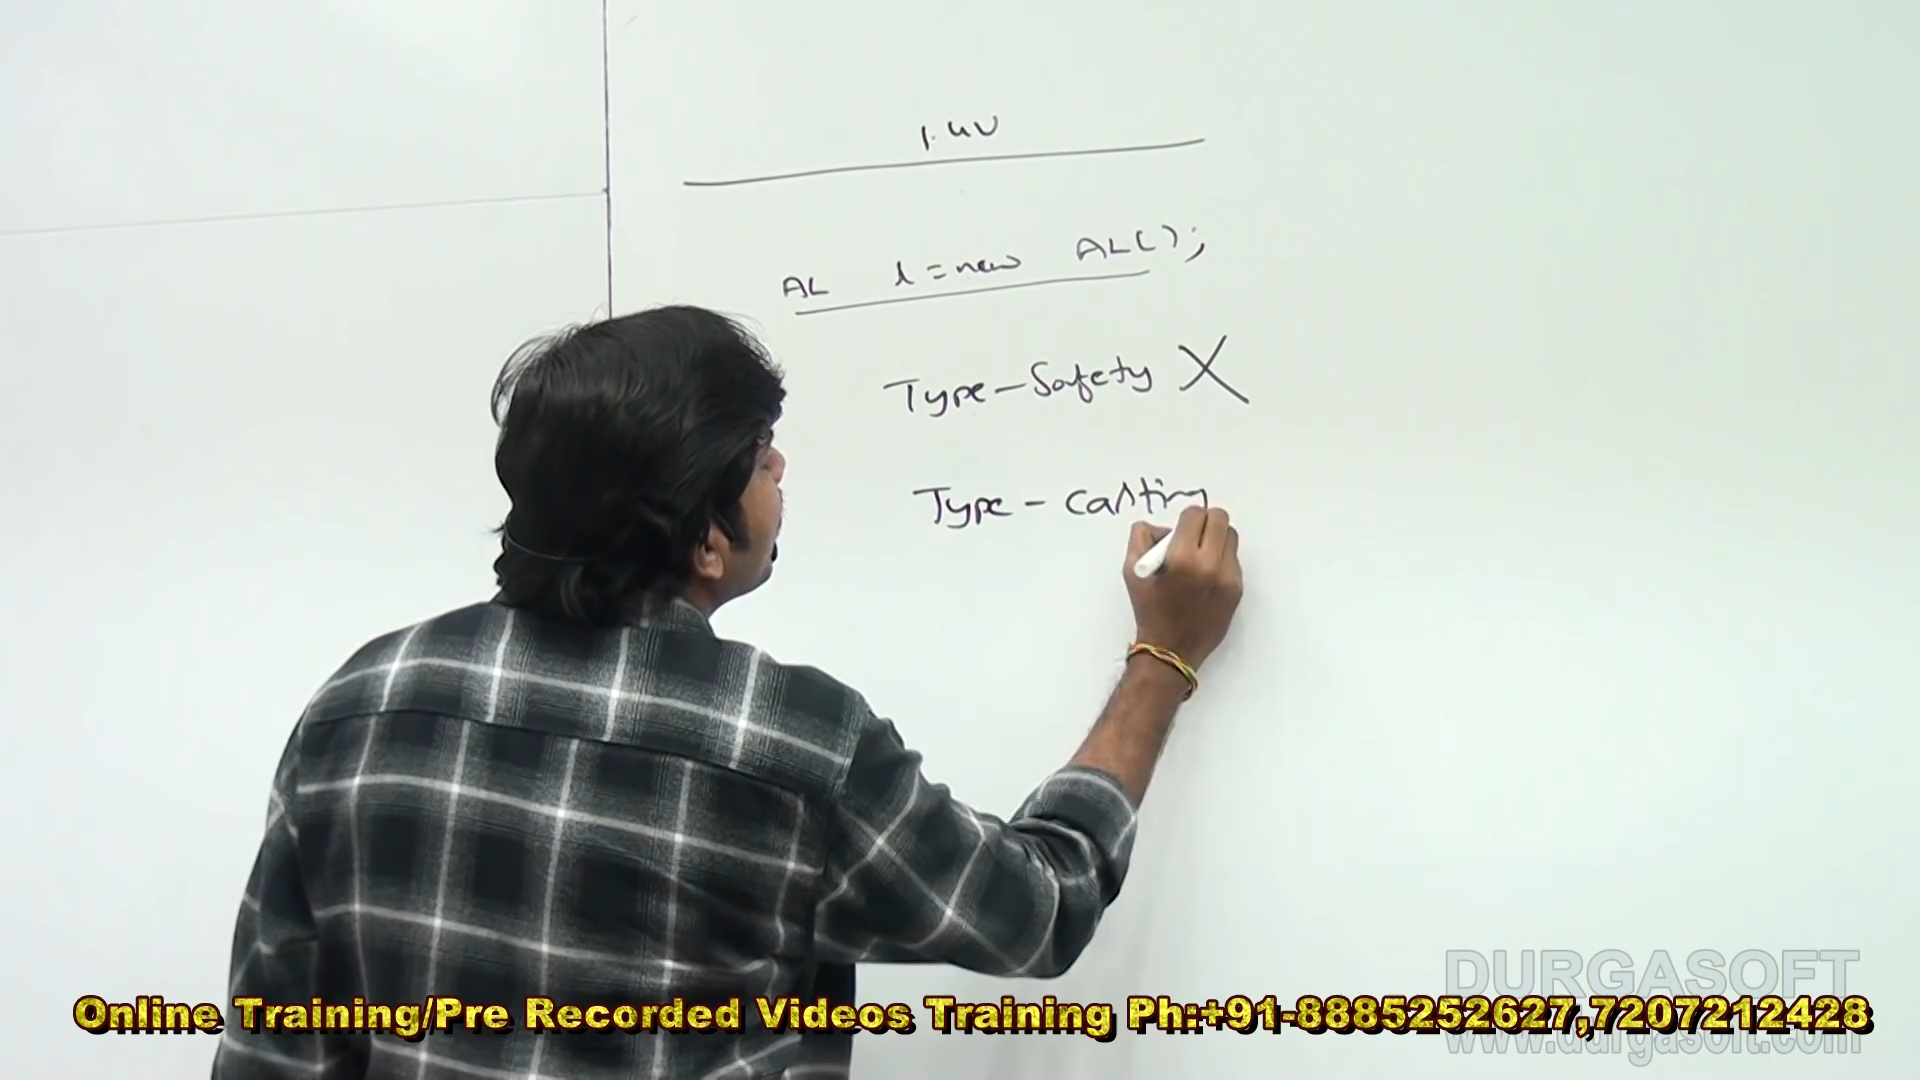 1.4V
AL l = new AL();
Type-Safety X
Type - Casting
DURGASOFT
Online Training/Pre Recorded Videos Training Ph:+91-8885252627,7207212428
www.durgasoft.com